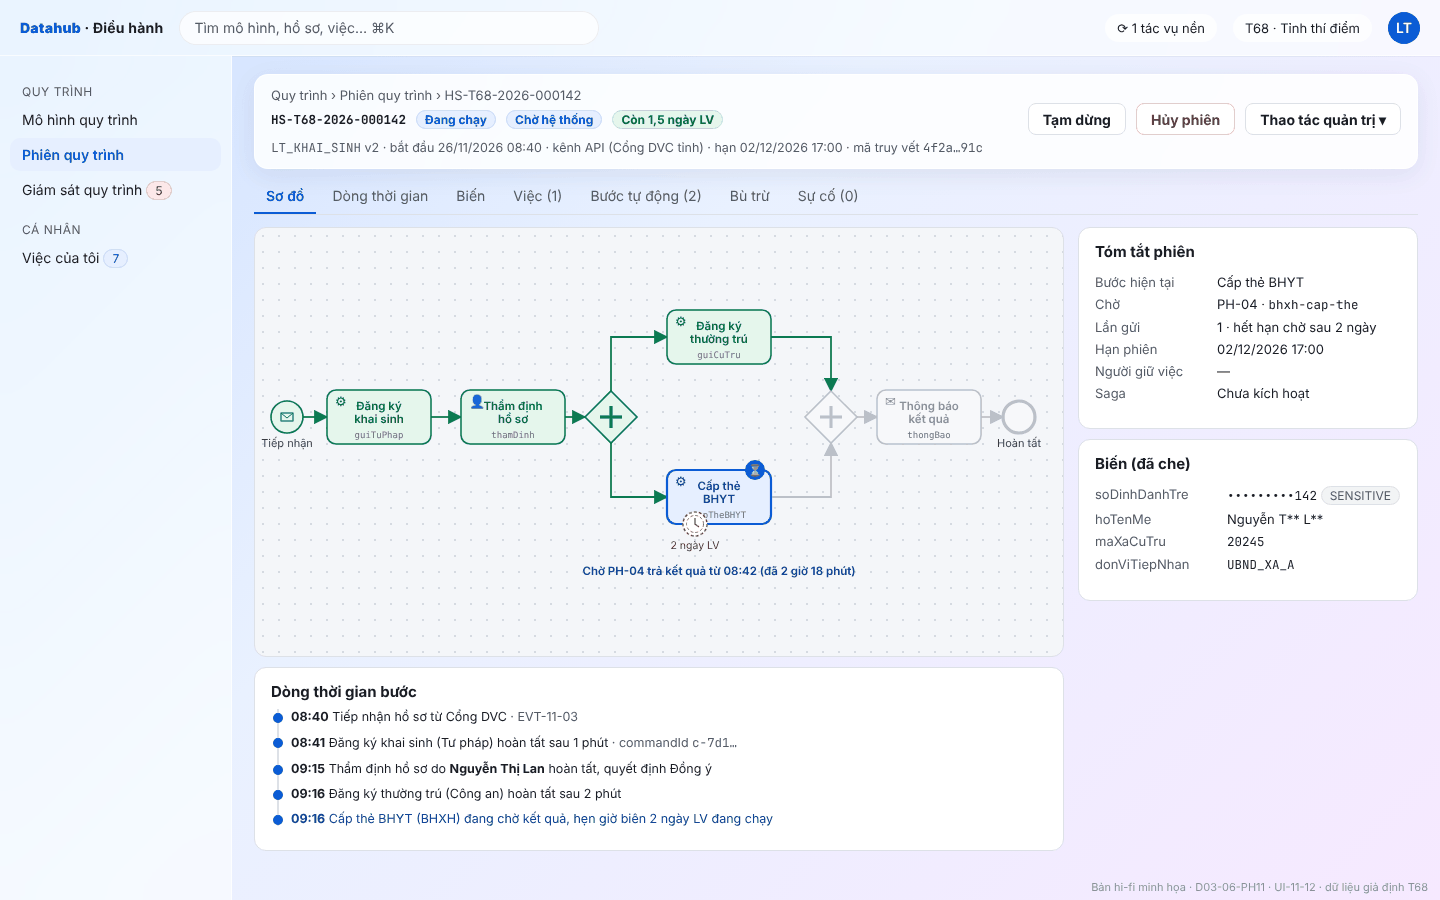 Datahub · Điều hành
Tìm mô hình, hồ sơ, việc... ⌘K
⟳ 1 tác vụ nền
T68 · Tỉnh thí điểm
LT
QUY TRÌNH
Mô hình quy trình
Phiên quy trình
Giám sát quy trình 5
CÁ NHÂN
Việc của tôi 7
Quy trình › Phiên quy trình › HS-T68-2026-000142
HS-T68-2026-000142 Đang chạy Chờ hệ thống Còn 1,5 ngày LV
LT_KHAI_SINH v2 · bắt đầu 26/11/2026 08:40 · kênh API (Cổng DVC tỉnh) · hạn 02/12/2026 17:00 · mã truy vết 4f2a…91c
Tạm dừng
Hủy phiên
Thao tác quản trị ▾
Sơ đồ
Dòng thời gian
Biến
Việc (1)
Bước tự động (2)
Bù trừ
Sự cố (0)
Tiếp nhận
Đăng ký
khai sinh
guiTuPhap
Thẩm định
hồ sơ
thamDinh
Đăng ký
thường trú
guiCuTru
Cấp thẻ
BHYT
oTheBHYT
2 ngày LV
Chờ PH-04 trả kết quả từ 08:42 (đã 2 giờ 18 phút)
Thông báo
kết quả
thongBao
Hoàn tất
Tóm tắt phiên
Bước hiện tại Cấp thẻ BHYT
Chờ PH-04 · bhxh-cap-the
Lần gửi 1 · hết hạn chờ sau 2 ngày
Hạn phiên 02/12/2026 17:00
Người giữ việc —
Saga Chưa kích hoạt
Biến (đã che)
soDinhDanhTre •••••••••142 SENSITIVE
hoTenMe Nguyễn T** L**
maXaCuTru 20245
donViTiepNhan UBND_XA_A
Dòng thời gian bước
08:40 Tiếp nhận hồ sơ từ Cổng DVC · EVT-11-03
08:41 Đăng ký khai sinh (Tư pháp) hoàn tất sau 1 phút · commandId c-7d1…
09:15 Thẩm định hồ sơ do Nguyễn Thị Lan hoàn tất, quyết định Đồng ý
09:16 Đăng ký thường trú (Công an) hoàn tất sau 2 phút
09:16 Cấp thẻ BHYT (BHXH) đang chờ kết quả, hẹn giờ biên 2 ngày LV đang chạy
Bản hi-fi minh họa · D03-06-PH11 · UI-11-12 · dữ liệu giả định T68